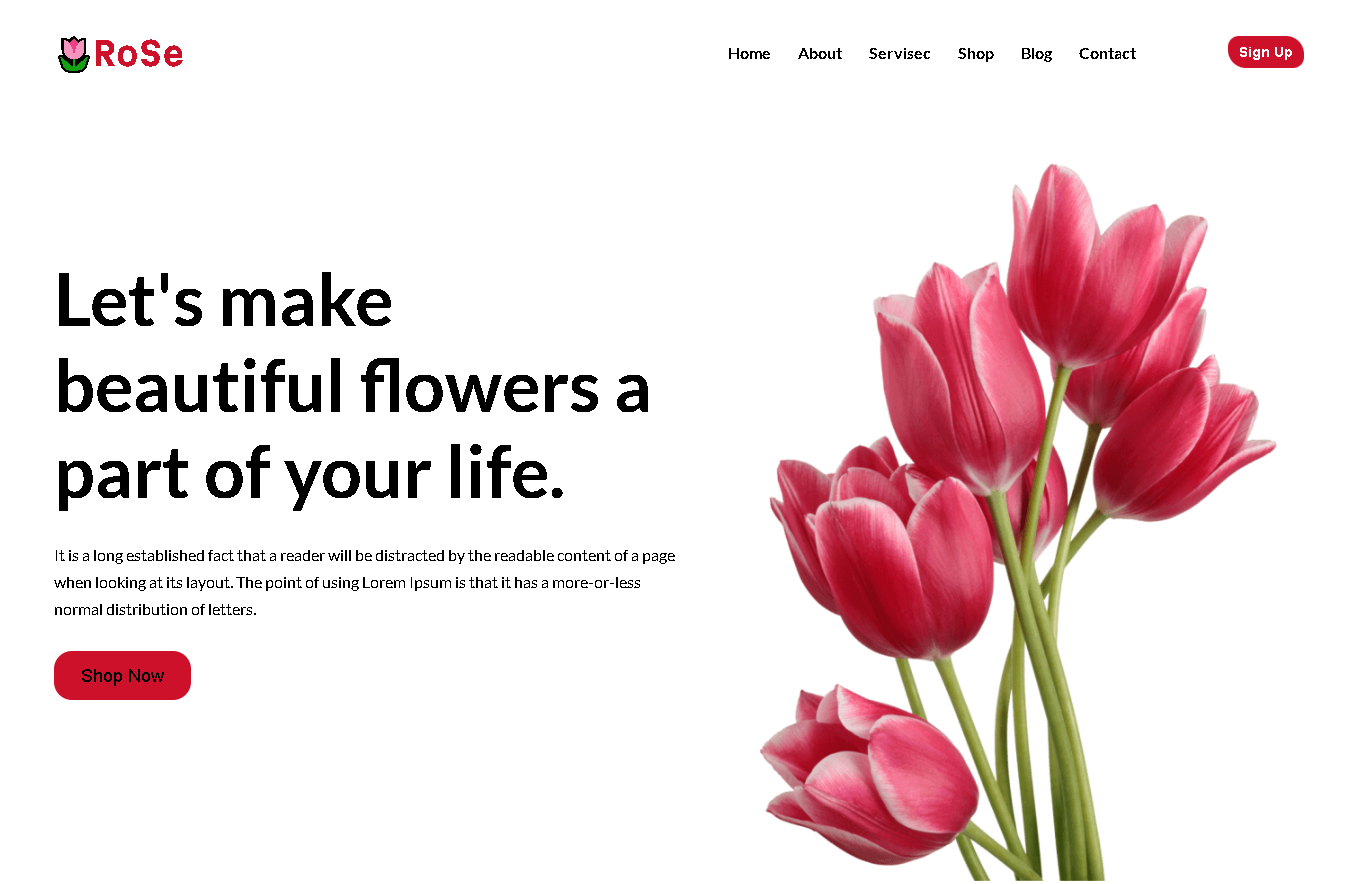 RoSe
Home About Servisec Shop Blog Contact
Sign Up
Let's make
beautiful flowers a
part of your life.
It is a long established fact that a reader will be distracted by the readable content of a page
when looking at its layout. The point of using Lorem Ipsum is that it has a more-or-less
normal distribution of letters.
Shop Now